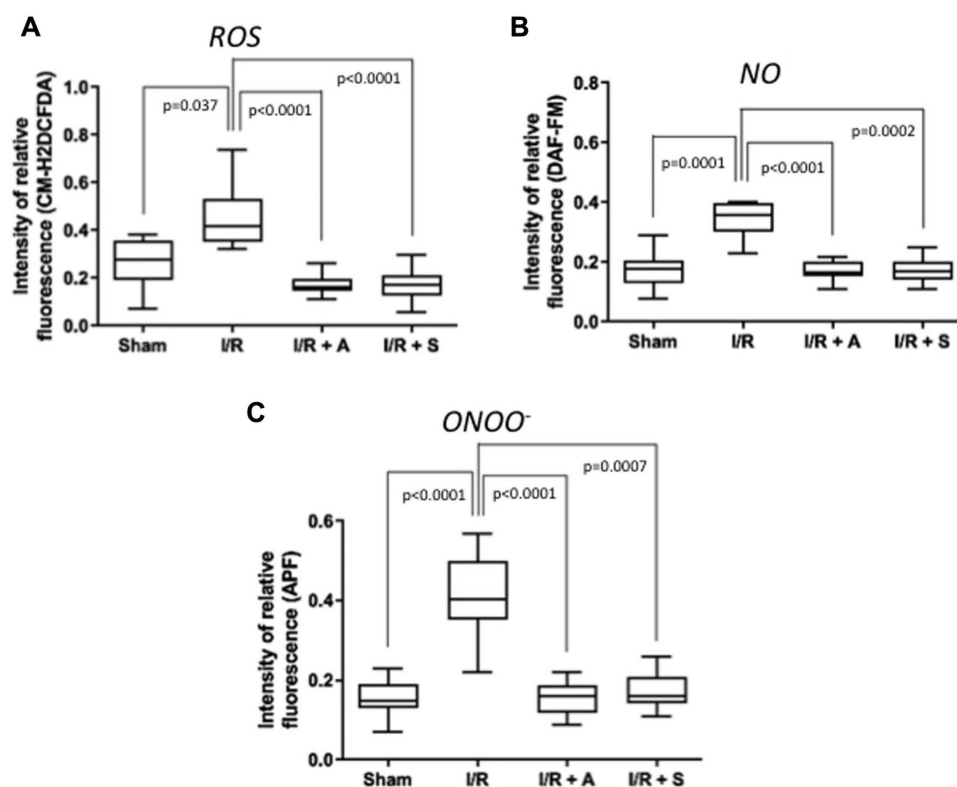 A
ROS
p<0.0001
p=0.037
p<0.0001
Intensity of relative
fluorescence (CM-H2DCFDA)
1.0
0.8
0.6
0.4
0.2
0.0
Sham I/R I/R + A I/R + S
B
NO
p=0.0002
p=0.0001
p<0.0001
Intensity of relative
fluorescence (DAF-FM)
0.8
0.6
0.4
0.2
0.0
Sham I/R I/R + A I/R + S
C
ONOO-
p=0.0007
p<0.0001
p<0.0001
Intensity of relative
fluorescence (APF)
0.6
0.4
0.2
0.0
Sham I/R I/R + A I/R + S